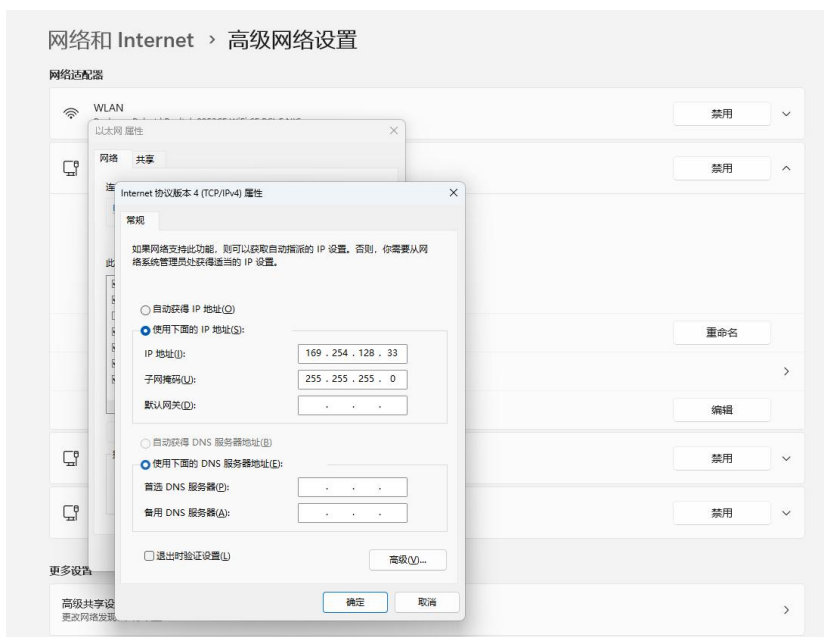 网络和 Internet › 高级网络设置
网络适配器
WLAN
禁用
以太网 属性
网络 共享
禁用
Internet 协议版本 4 (TCP/IPv4) 属性
常规
如果网络支持此功能，则可以获取自动指派的 IP 设置。否则，你需要从网
络系统管理员处获得适当的 IP 设置。
自动获得 IP 地址(O)
使用下面的 IP 地址(S):
IP 地址(I): 169 . 254 . 128 . 33
子网掩码(U): 255 . 255 . 255 . 0
默认网关(D): . . .
重命名
编辑
自动获得 DNS 服务器地址(B)
使用下面的 DNS 服务器地址(E):
禁用
首选 DNS 服务器(P): . . .
备用 DNS 服务器(A): . . .
禁用
退出时验证设置(L)
高级(V)...
更多设置
确定 取消
高级共享设
更改网络发现